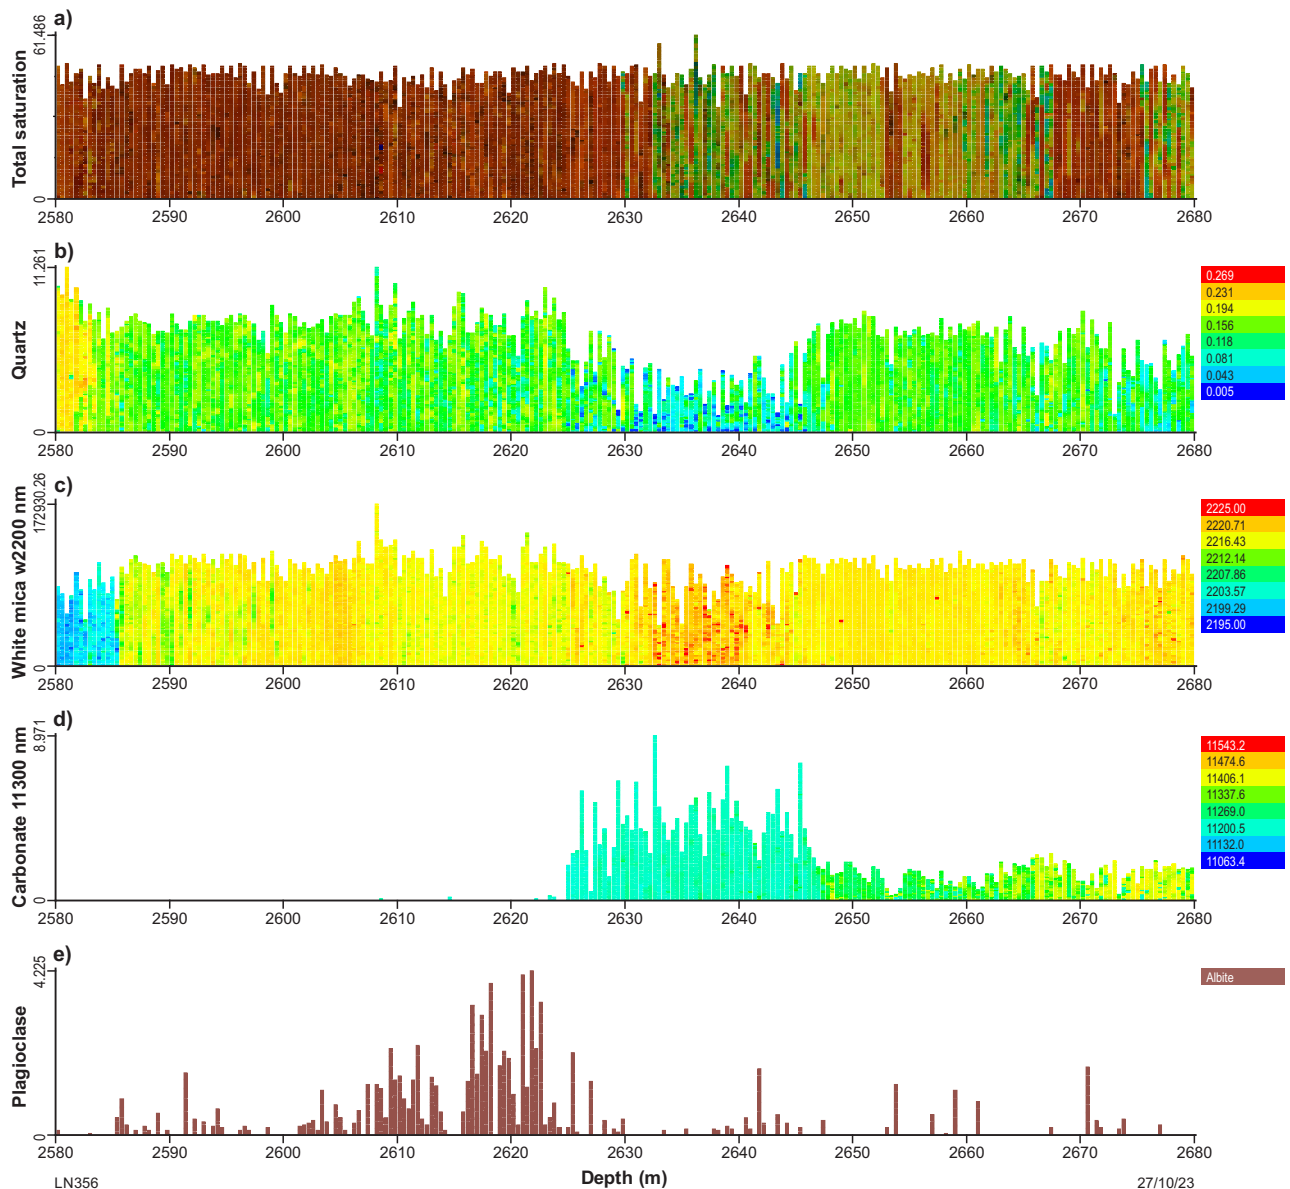 a)
Total saturation
61.486
0
2580 2590 2600 2610 2620 2630 2640 2650 2660 2670 2680
b)
Quartz
11.261
0
0.269
0.231
0.194
0.156
0.118
0.081
0.043
0.005
2580 2590 2600 2610 2620 2630 2640 2650 2660 2670 2680
c)
White mica w2200 nm
172930.26
0
2225.00
2220.71
2216.43
2212.14
2207.86
2203.57
2199.29
2195.00
2580 2590 2600 2610 2620 2630 2640 2650 2660 2670 2680
d)
Carbonate 11300 nm
8.971
0
11543.2
11474.6
11406.1
11337.6
11269.0
11200.5
11132.0
11063.4
2580 2590 2600 2610 2620 2630 2640 2650 2660 2670 2680
e)
Plagioclase
4.225
0
Albite
2580 2590 2600 2610 2620 2630 2640 2650 2660 2670 2680
Depth (m)
LN356 27/10/23